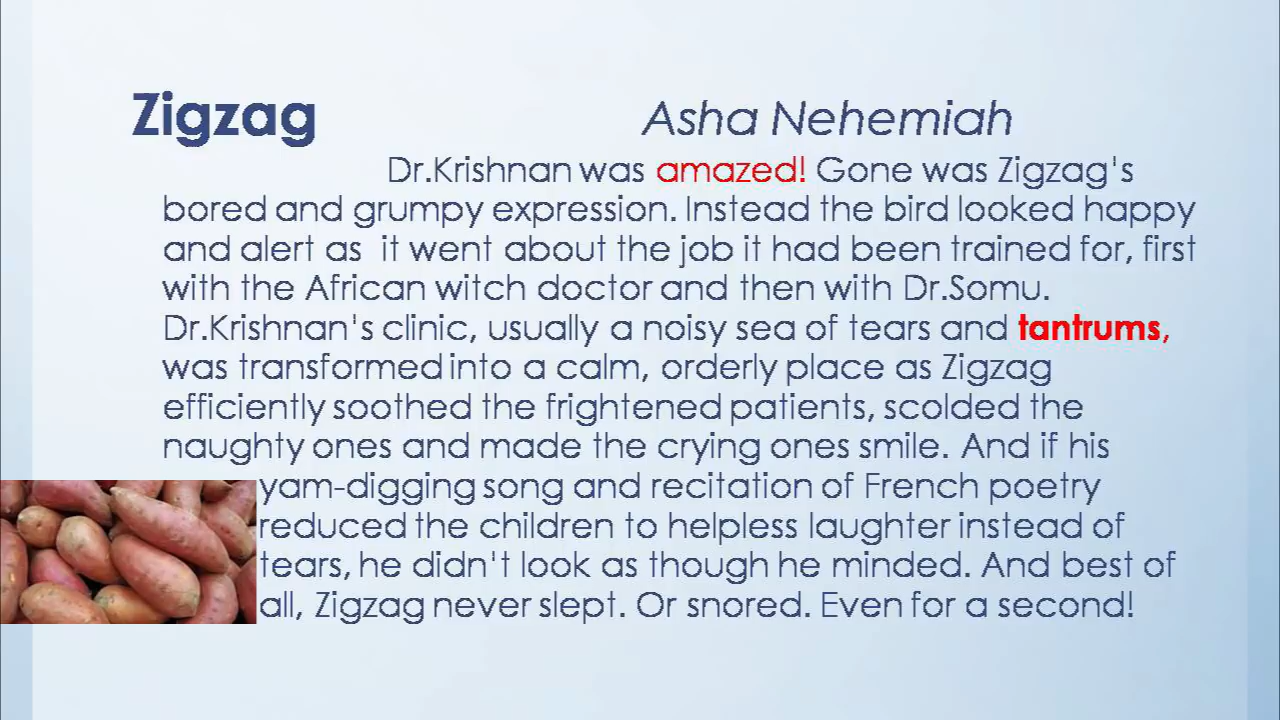 Zigzag Asha Nehemiah
Dr.Krishnan was amazed! Gone was Zigzag's
bored and grumpy expression. Instead the bird looked happy
and alert as it went about the job it had been trained for, first
with the African witch doctor and then with Dr.Somu.
Dr.Krishnan's clinic, usually a noisy sea of tears and tantrums,
was transformed into a calm, orderly place as Zigzag
efficiently soothed the frightened patients, scolded the
naughty ones and made the crying ones smile. And if his
yam-digging song and recitation of French poetry
reduced the children to helpless laughter instead of
tears, he didn't look as though he minded. And best of
all, Zigzag never slept. Or snored. Even for a second!